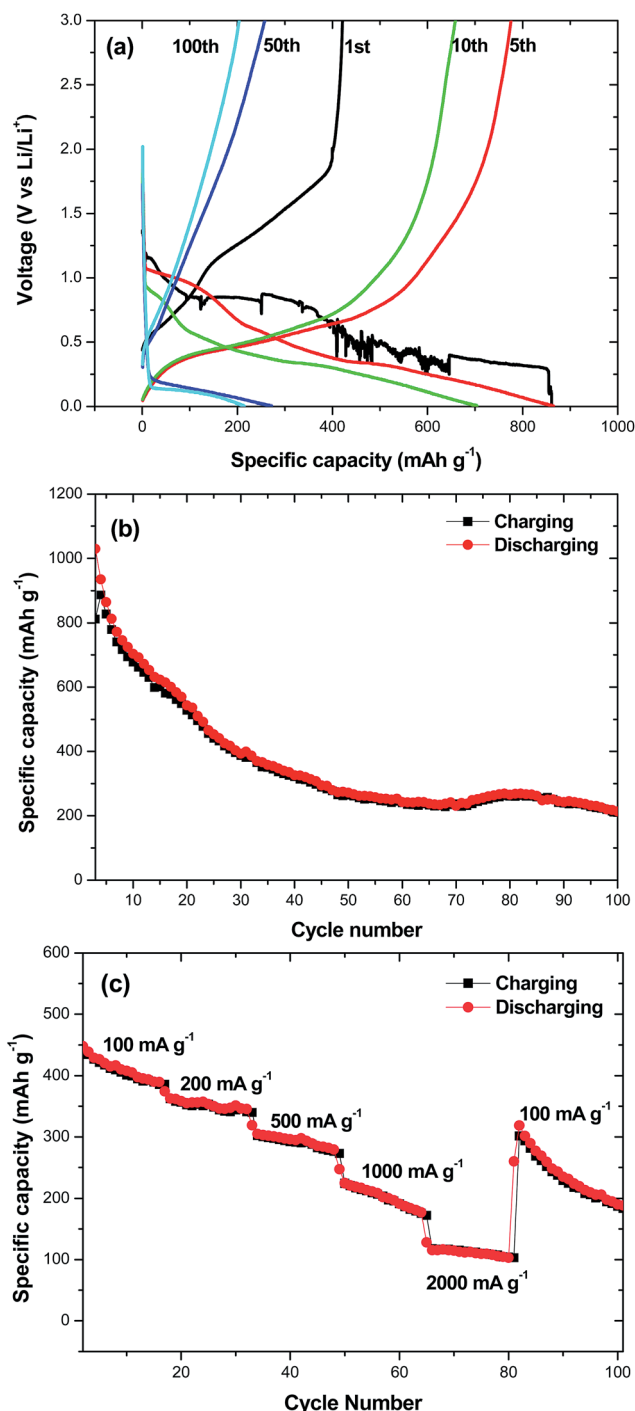 (a)
100th 50th 1st 10th 5th
3.0
2.5
2.0
1.5
1.0
0.5
0.0
Voltage (V vs Li/Li⁺)
0 200 400 600 800 1000
Specific capacity (mAh g⁻¹)
(b)
Charging
Discharging
1200
1000
800
600
400
200
0
Specific capacity (mAh g⁻¹)
10 20 30 40 50 60 70 80 90 100
Cycle number
(c)
Charging
Discharging
600
500
400
300
200
100
0
Specific capacity (mAh g⁻¹)
100 mA g⁻¹
200 mA g⁻¹
500 mA g⁻¹
1000 mA g⁻¹
2000 mA g⁻¹
100 mA g⁻¹
20 40 60 80 100
Cycle Number